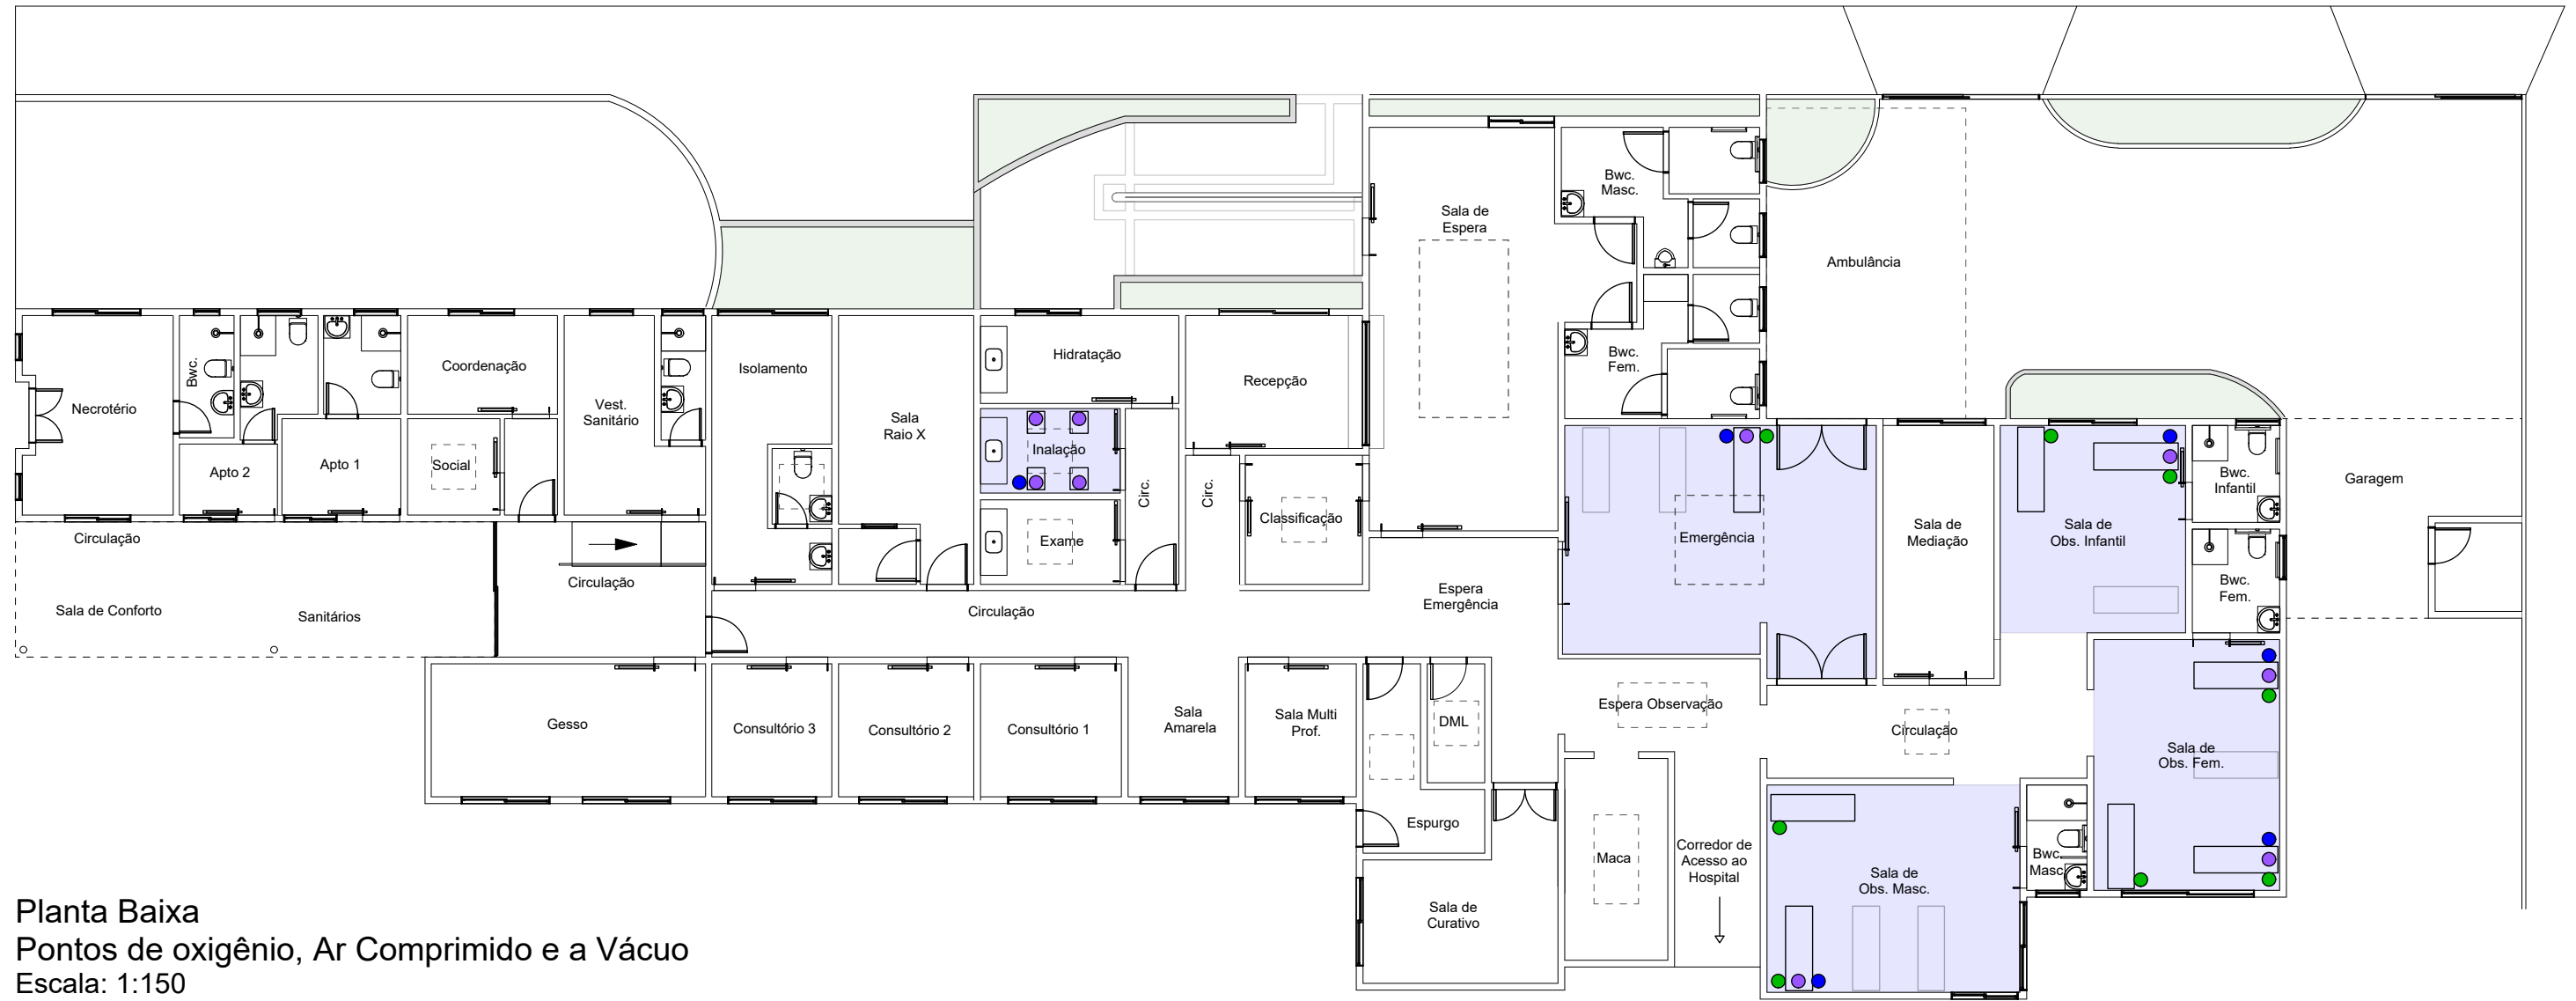 Bwc.
Masc.
Sala de
Espera
Ambulância
Hidratação
Bwc.
Fem.
Coordenação
Isolamento
Bwc.
Recepção
Necrotério
Vest.
Sanitário
Sala
Raio X
Inalação
Social
Apto 1
Apto 2
Bwc.
Infantil
Garagem
Circ.
Circ.
Classificação
Circulação
Exame
Emergência
Sala de
Mediação
Sala de
Obs. Infantil
Circulação
Espera
Emergência
Bwc.
Fem.
Sala de Conforto
Sanitários
Circulação
Gesso
Consultório 3
Consultório 2
Consultório 1
Sala
Amarela
Sala Multi
Prof.
DML
Espera Observação
Circulação
Sala de
Obs. Fem.
Espurgo
Maca
Corredor de
Acesso ao
Hospital
Bwc.
Masc.
Sala de
Obs. Masc.
Sala de
Curativo
Planta Baixa
Pontos de oxigênio, Ar Comprimido e a Vácuo
Escala: 1:150